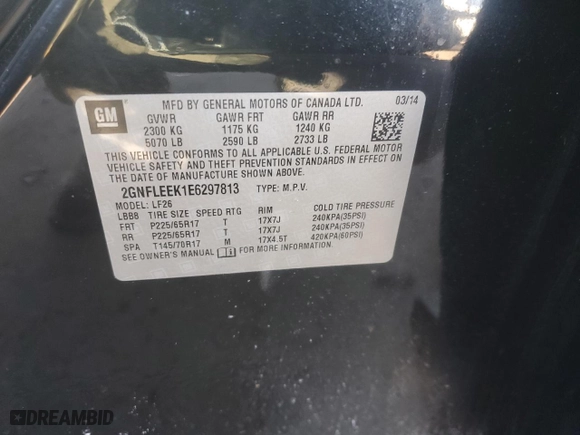 GM
MFD BY GENERAL MOTORS OF CANADA LTD. 03/14
GVWR GAWR FRT GAWR RR
2300 KG 1175 KG 1240 KG
5070 LB 2590 LB 2733 LB
THIS VEHICLE CONFORMS TO ALL APPLICABLE U.S. FEDERAL MOTOR
VEHICLE SAFETY AND THEFT PREVENTION STANDARDS IN EFFECT ON
THE DATE OF MANUFACTURE SHOWN ABOVE.
2GNFLEEK1E6297813 TYPE: M.P.V.
MODEL: LF26
LBB8 TIRE SIZE SPEED RTG RIM COLD TIRE PRESSURE
FRT P225/65R17 T 17X7J 240KPA(35PSI)
RR P225/65R17 T 17X7J 240KPA(35PSI)
SPA T145/70R17 M 17X4.5T 420KPA(60PSI)
SEE OWNER'S MANUAL FOR MORE INFORMATION.
DREAMBID